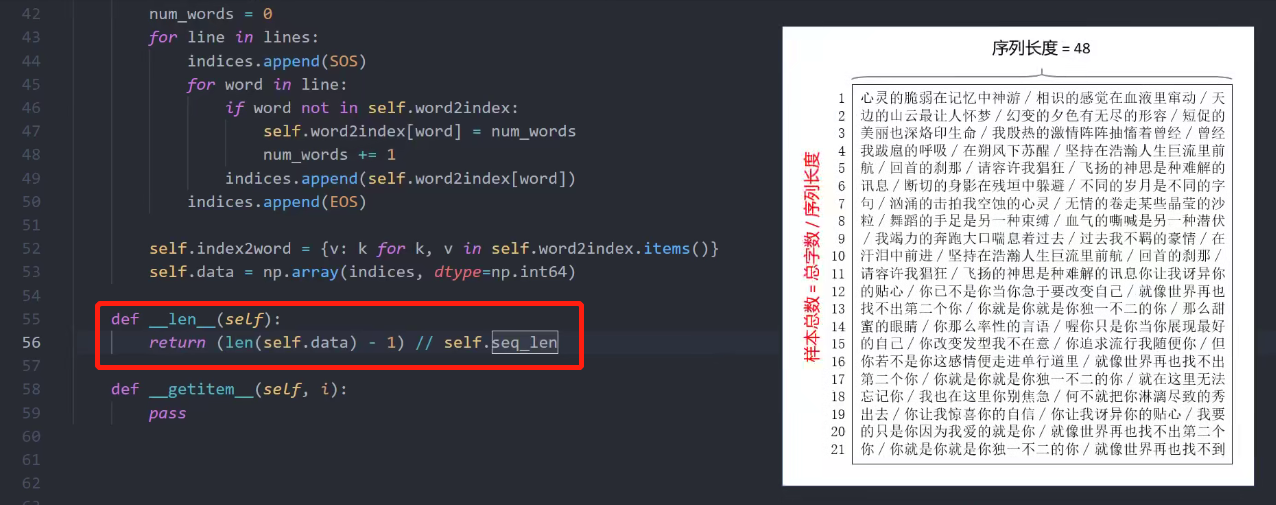 42 num_words = 0
43 for line in lines:
44 indices.append(SOS)
45 for word in line:
46 if word not in self.word2index:
47 self.word2index[word] = num_words
48 num_words += 1
49 indices.append(self.word2index[word])
50 indices.append(EOS)
51
52 self.index2word = {v: k for k, v in self.word2index.items()}
53 self.data = np.array(indices, dtype=np.int64)
54
55 def __len__(self):
56 return (len(self.data) - 1) // self.seq_len
57
58 def __getitem__(self, i):
59 pass
60
61
62
序列长度 = 48
样本总数 = 总字数 / 序列长度
1 心灵的脆弱在记忆中神游 / 相识的感觉在血液里窜动 / 天
2 边的山云最让人怀梦 / 幻变的夕色有无尽的形容 / 短促的
3 美丽也深烙印生命 / 我殷热的激情阵阵抽慉着曾经 / 曾经
4 我跋扈的呼吸 / 在朔风下苏醒 / 坚持在浩瀚人生巨流里前
5 航 / 回首的刹那 / 请容许我猖狂 / 飞扬的神思是种难解的
6 讯息 / 断切的身影在残垣中躲避 / 不同的岁月是不同的字
7 句 / 汹涌的击拍我空蚀的心灵 / 无情的卷走某些晶莹的沙
8 粒 / 舞蹈的手足是另一种束缚 / 血气的嘶喊是另一种潜伏
9 / 我竭力的奔跑大口喘息着过去 / 过去我不羁的豪情 / 在
10 汗泪中前进 / 坚持在浩瀚人生巨流里前航 / 回首的刹那 /
11 请容许我猖狂 / 飞扬的神思是种难解的讯息你让我讶异你
12 的贴心 / 你已不是你当你急于要改变自己 / 就像世界再也
13 找不出第二个你 / 你就是你就是你独一不二的你 / 那么甜
14 蜜的眼睛 / 你那么率性的言语 / 喔你只是你当你展现最好
15 的自己 / 你改变发型我不在意 / 你追求流行我随便你 / 但
16 你若不是你这感情便走进单行道里 / 就像世界再也找不出
17 第二个你 / 你就是你就是你独一不二的你 / 就在这里无法
18 忘记你 / 我也在这里你别焦急 / 何不就把你淋漓尽致的秀
19 出去 / 你让我惊喜你的自信 / 你让我讶异你的贴心 / 我要
20 的只是你因为我爱的就是你 / 就像世界再也找不出第二个
21 你 / 你就是你就是你独一不二的你 / 就像世界再也找不到